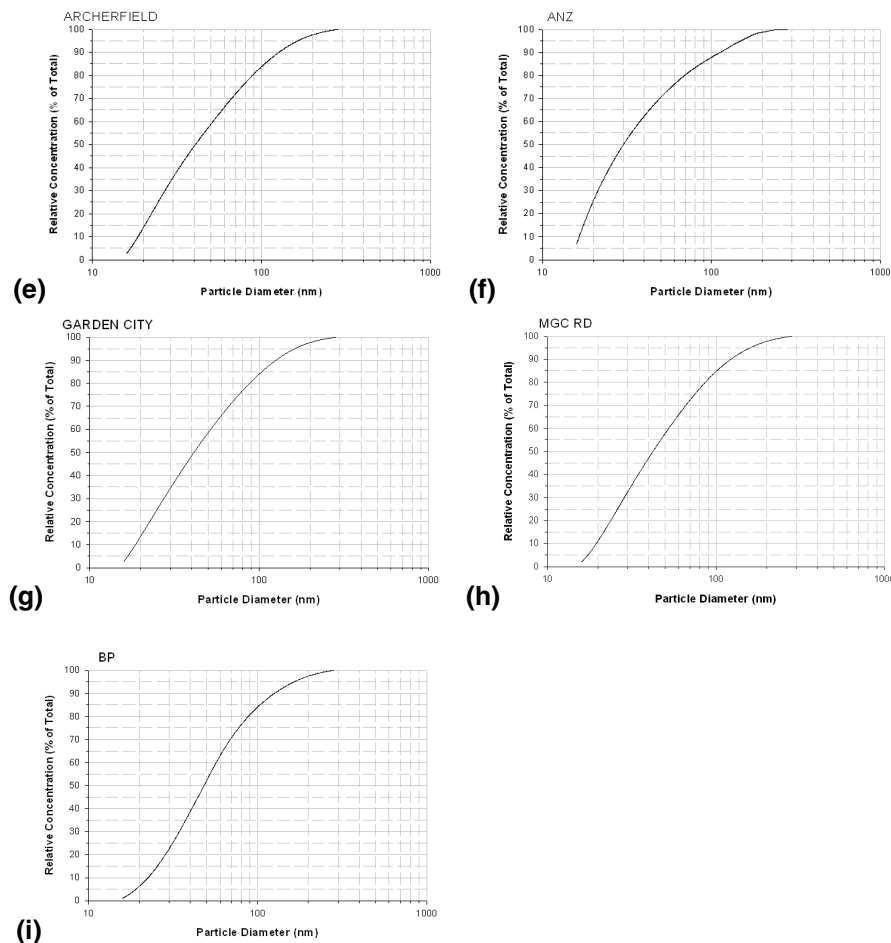 ARCHERFIELD
100
90
80
70
60
50
40
30
20
10
0
Relative Concentration (% of Total)
10 100 1000
Particle Diameter (nm)
(e)
ANZ
100
90
80
70
60
50
40
30
20
10
0
Relative Concentration (% of Total)
10 100 1000
Particle Diameter (nm)
(f)
GARDEN CITY
100
90
80
70
60
50
40
30
20
10
0
Relative Concentration (% of Total)
10 100 1000
Particle Diameter (nm)
(g)
MGC RD
100
90
80
70
60
50
40
30
20
10
0
Relative Concentration (% of Total)
10 100 1000
Particle Diameter (nm)
(h)
BP
100
90
80
70
60
50
40
30
20
10
0
Relative Concentration (% of Total)
10 100 1000
Particle Diameter (nm)
(i)